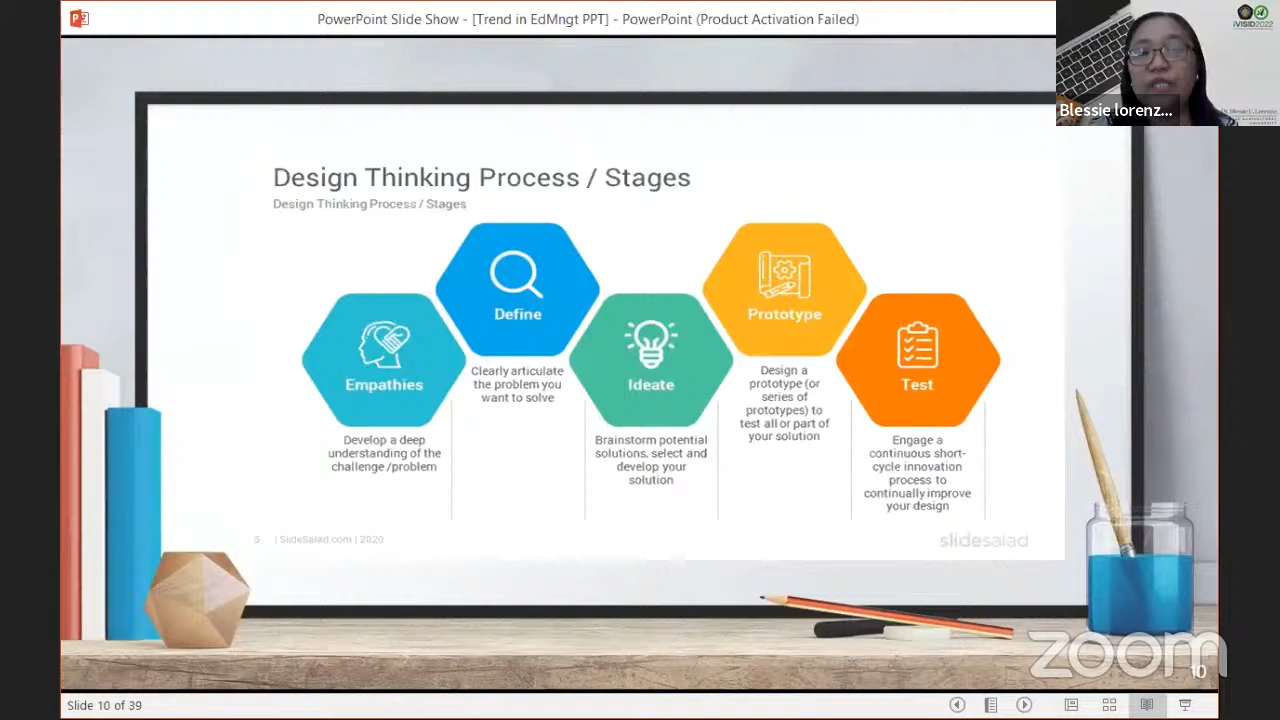 PowerPoint Slide Show - [Trend in EdMngt PPT] - PowerPoint (Product Activation Failed)
iVISID2022
Blessie lorenz...
Design Thinking Process / Stages
Design Thinking Process / Stages
Empathies
Develop a deep
understanding of the
challenge /problem
Define
Clearly articulate
the problem you
want to solve
Ideate
Brainstorm potential
solutions, select and
develop your
solution
Prototype
Design a
prototype (or
series of
prototypes) to
test all or part of
your solution
Test
Engage a
continuous short-
cycle innovation
process to
continually improve
your design
5 | SlideSalad.com | 2020
slidesalad
zoom
10
Slide 10 of 39